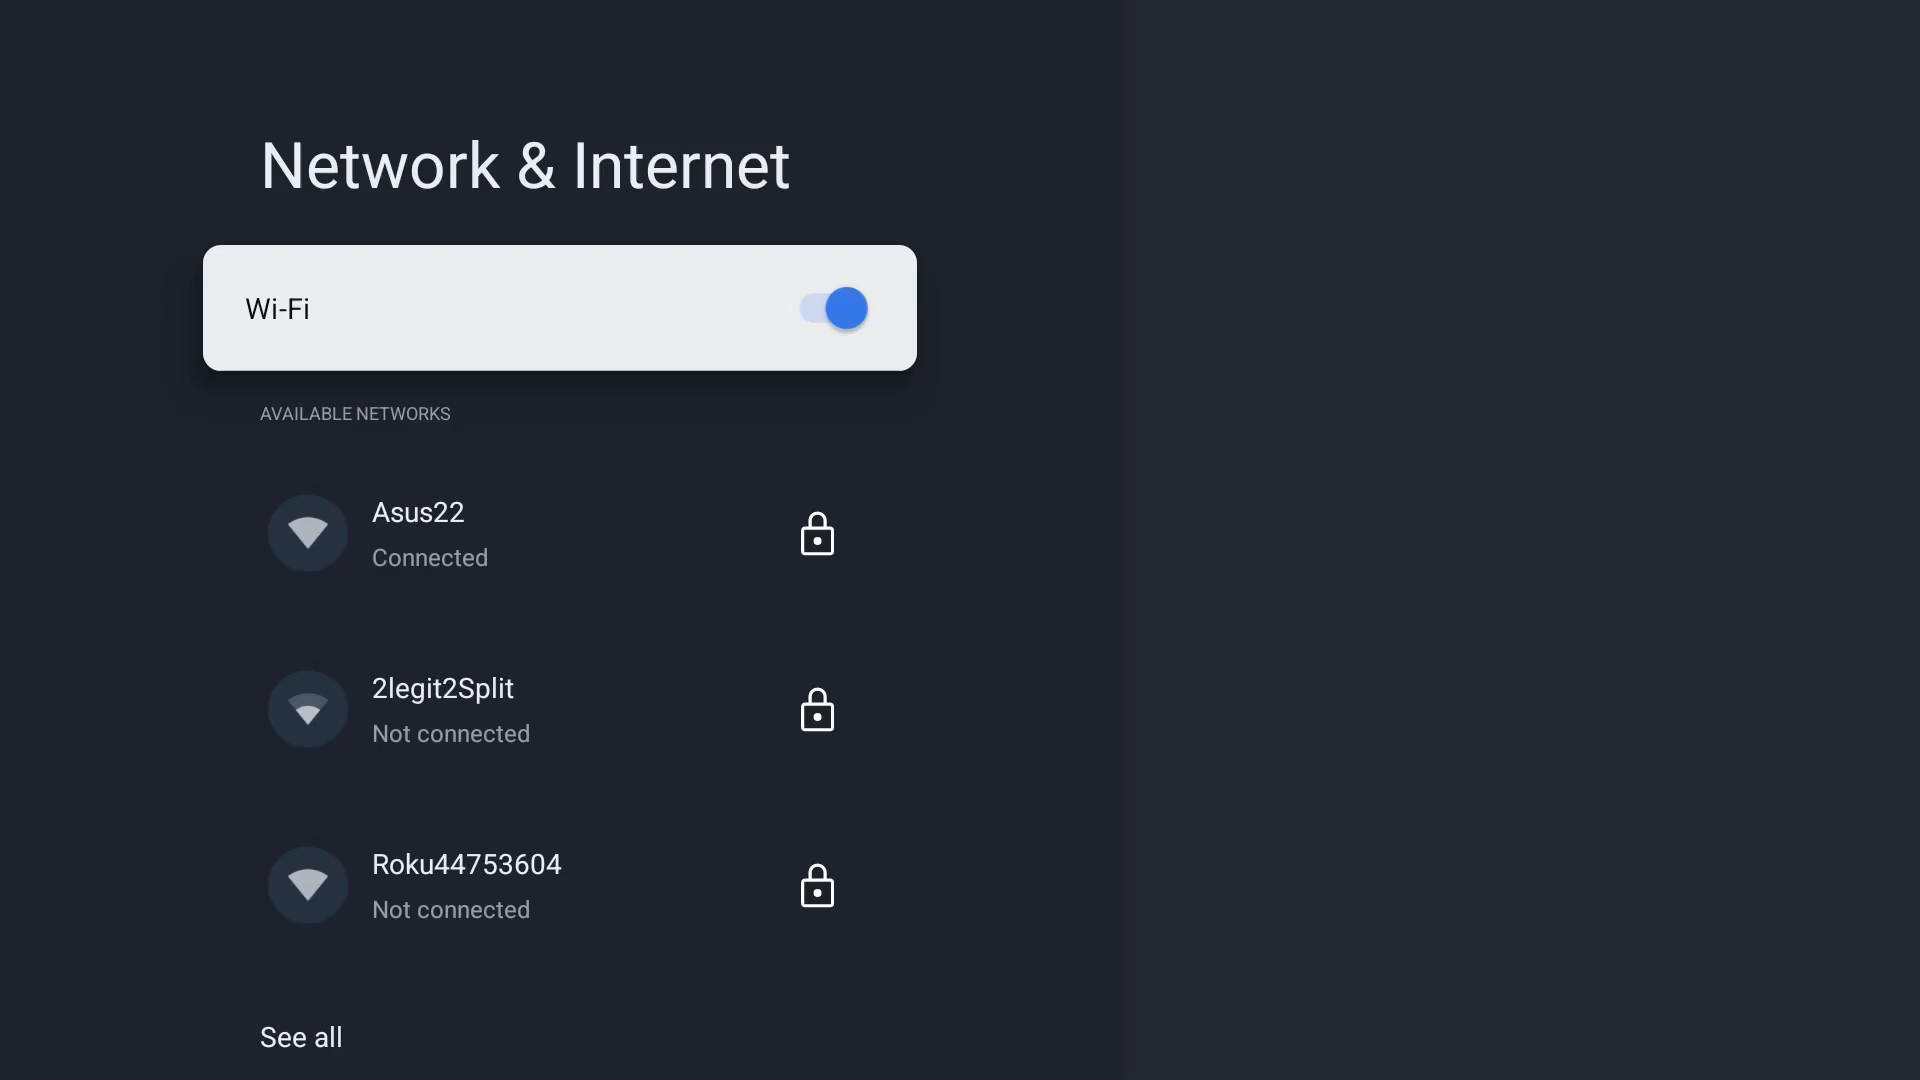 Network & Internet
Wi-Fi
AVAILABLE NETWORKS
Asus22
Connected
2legit2Split
Not connected
Roku44753604
Not connected
See all